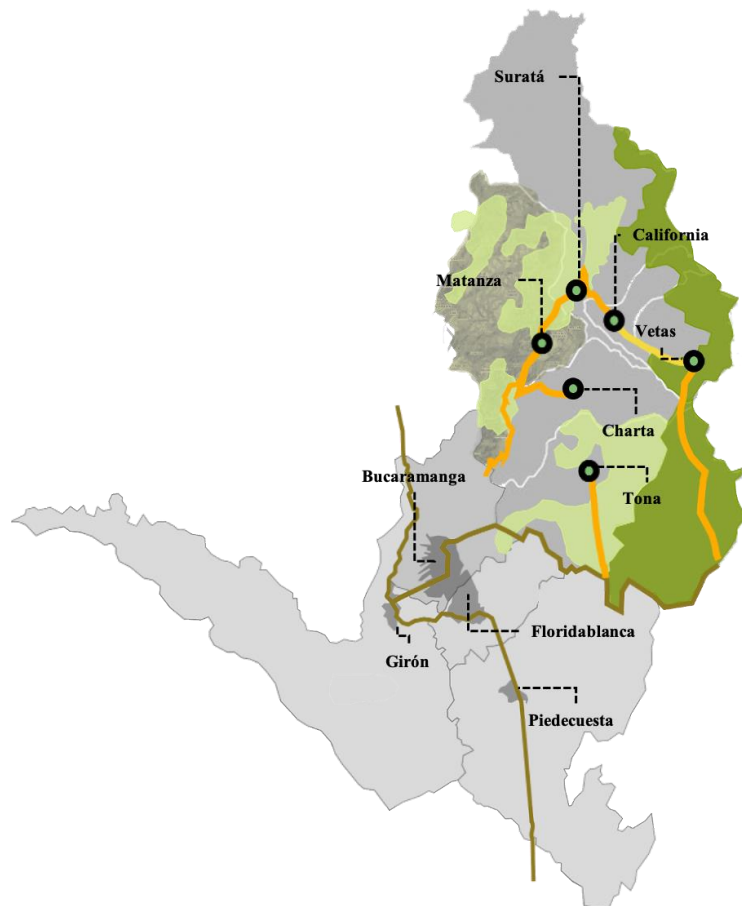 Suratá
California
Matanza
Vetas
Charta
Bucaramanga
Tona
Floridablanca
Girón
Piedecuesta